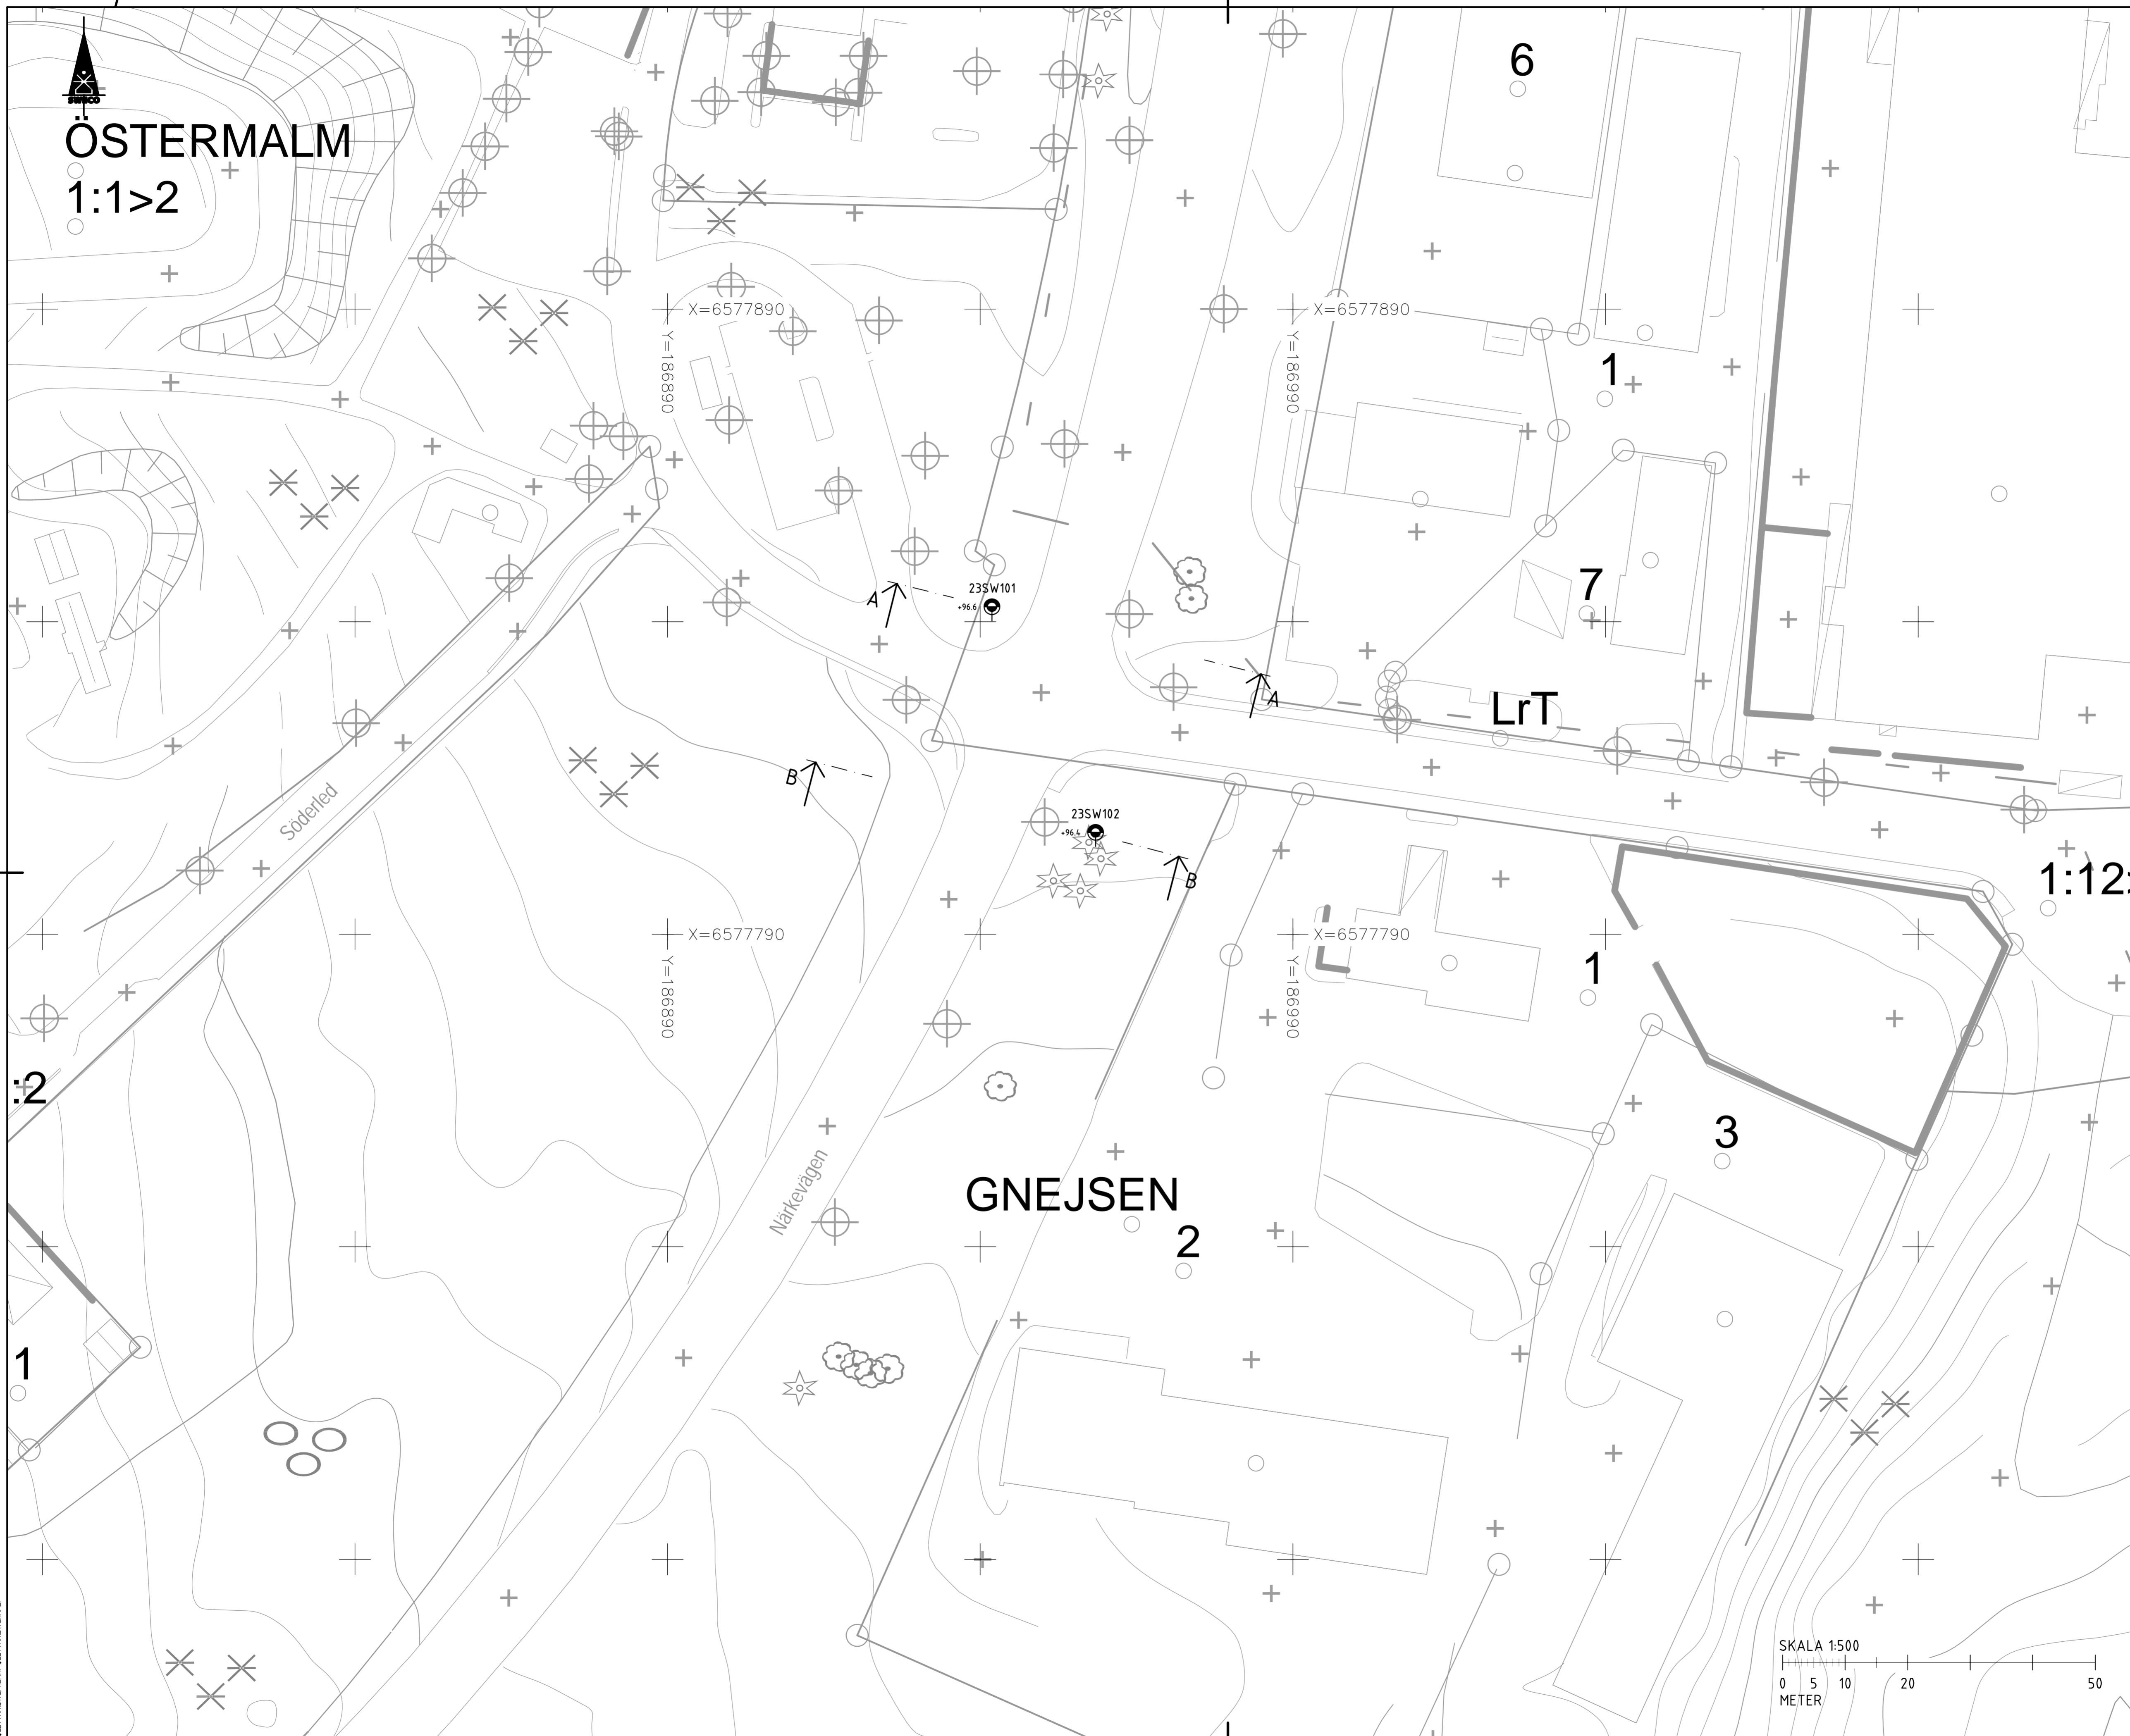 SWECO
ÖSTERMALM
1:1>2
6
X=6577890
Y=186890
X=6577890
Y=186990
1
7
A
23SW101
+96.6
A
LrT
B
23SW102
+96.4
B
Söderled
1:12:
X=6577790
Y=186890
X=6577790
Y=186990
1
:2
3
Närkevägen
GNEJSEN
2
1
SKALA 1:500
0 5 10 20 50
METER